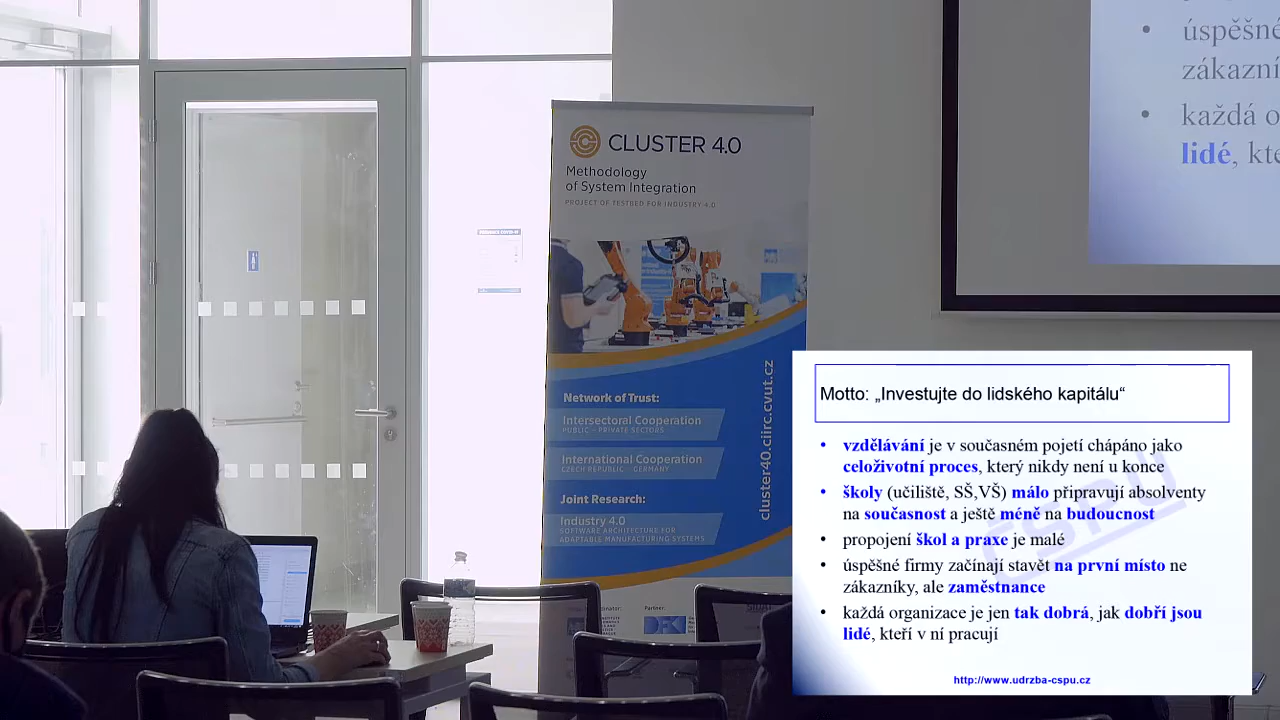 úspěšné
zákazní
každá o
lidé, kte
CLUSTER 4.0
Methodology
of System Integration
PROJECT OF TESTBED FOR INDUSTRY 4.0
Network of Trust:
Intersectoral Cooperation
PUBLIC – PRIVATE SECTORS
International Cooperation
CZECH REPUBLIC – GERMANY
Joint Research:
Industry 4.0
SOFTWARE ARCHITECTURE FOR
ADAPTABLE MANUFACTURING SYSTEMS
cluster40.ciirc.cvut.cz
Partner:
Motto: „Investujte do lidského kapitálu“
• vzdělávání je v současném pojetí chápáno jako
celoživotní proces, který nikdy není u konce
• školy (učiliště, SŠ,VŠ) málo připravují absolventy
na současnost a ještě méně na budoucnost
• propojení škol a praxe je malé
• úspěšné firmy začínají stavět na první místo ne
zákazníky, ale zaměstnance
• každá organizace je jen tak dobrá, jak dobří jsou
lidé, kteří v ní pracují
ČSPU
http://www.udrzba-cspu.cz